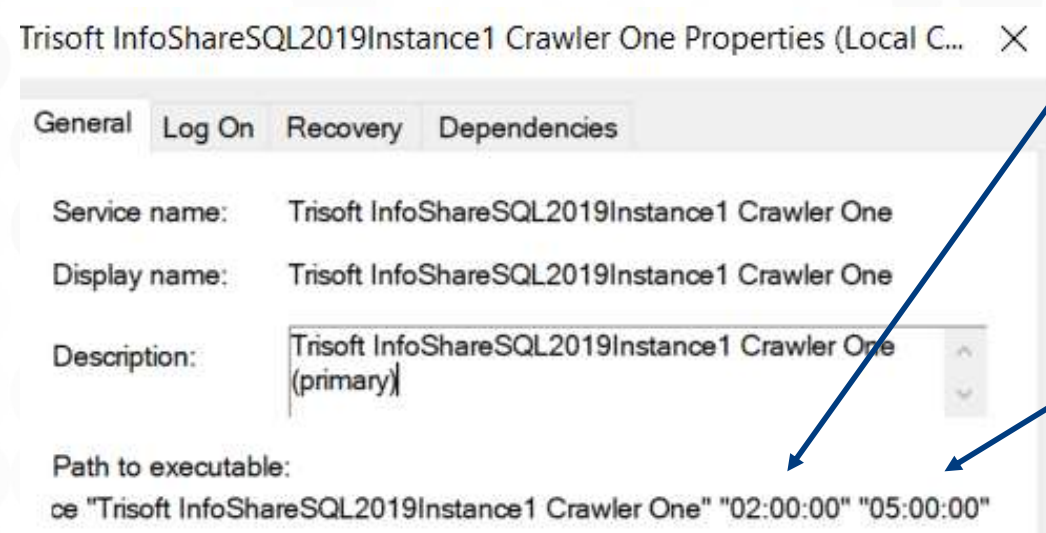 Trisoft InfoShareSQL2019Instance1 Crawler One Properties (Local C...
General Log On Recovery Dependencies
Service name: Trisoft InfoShareSQL2019Instance1 Crawler One
Display name: Trisoft InfoShareSQL2019Instance1 Crawler One
Description: Trisoft InfoShareSQL2019Instance1 Crawler One
(primary)
Path to executable:
ce "Trisoft InfoShareSQL2019Instance1 Crawler One" "02:00:00" "05:00:00"